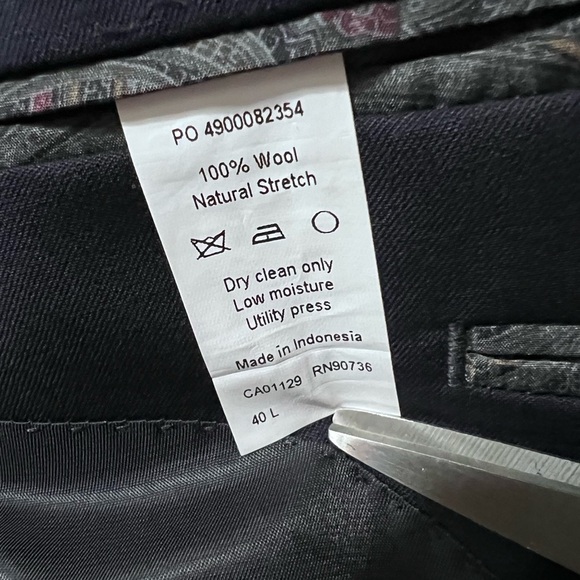 PO 4900082354
100% Wool
Natural Stretch
Dry clean only
Low moisture
Utility press
Made in Indonesia
CA01129 RN90736
40 L